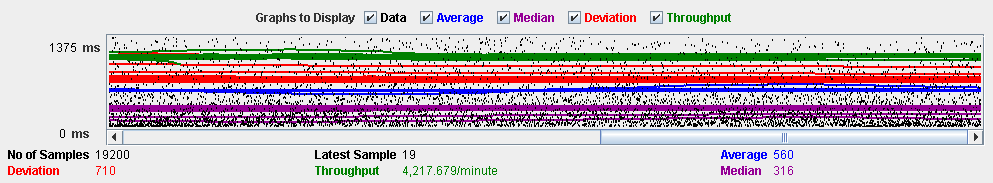 Graphs to Display Data Average Median Deviation Throughput
1375 ms
0 ms
No of Samples 19200 Latest Sample 19 Average 560
Deviation 710 Throughput 4,217.679/minute Median 316